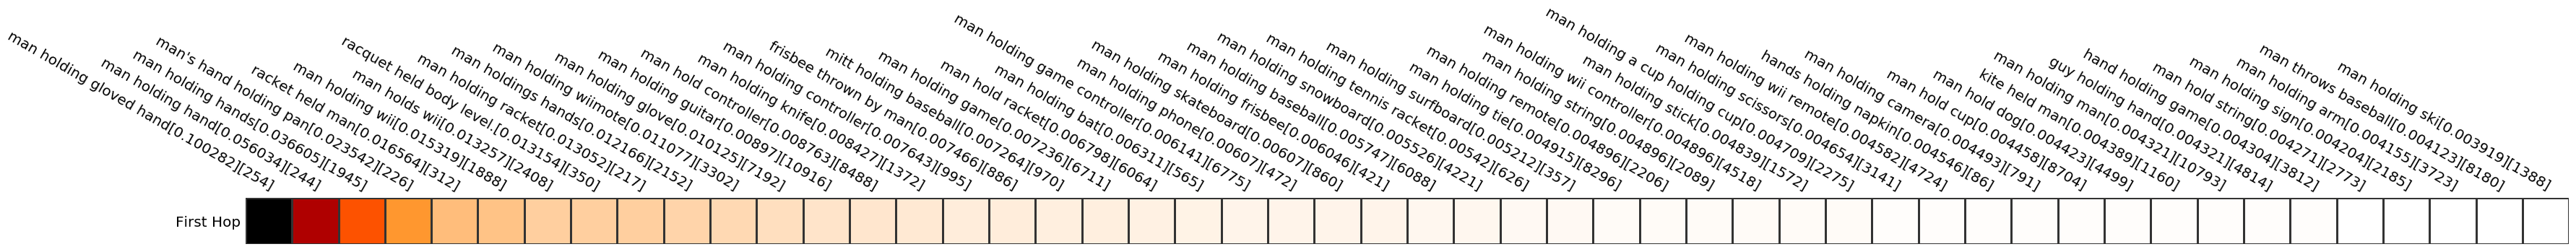 man holding gloved hand[0.100282][254]
man holding hand[0.056034][244]
man holding hands[0.036605][1945]
man's hand holding pan[0.023542][226]
racket held man[0.016564][312]
man holding wii[0.015319][1888]
man holds wii[0.013257][2408]
racquet held body level.[0.013154][350]
man holding racket[0.013052][217]
man holdings hands[0.012166][2152]
man holding wiimote[0.011077][3302]
man holding glove[0.010125][7192]
man holding guitar[0.00897][10916]
man hold controller[0.008763][8488]
man holding knife[0.008427][1372]
man holding controller[0.007643][995]
frisbee thrown by man[0.007466][886]
mitt holding baseball[0.007264][970]
man holding game[0.007236][6711]
man hold racket[0.006798][6064]
man holding bat[0.006311][565]
man holding game controller[0.006141][6775]
man holding phone[0.00607][472]
man holding skateboard[0.00607][860]
man holding frisbee[0.006046][421]
man holding baseball[0.005747][6088]
man holding snowboard[0.005526][4221]
man holding tennis racket[0.00542][626]
man holding surfboard[0.005212][357]
man holding tie[0.004915][8296]
man holding remote[0.004896][2206]
man holding string[0.004896][2089]
man holding wii controller[0.004896][4518]
man holding stick[0.004839][1572]
man holding a cup holding cup[0.004709][2275]
man holding scissors[0.004654][3141]
man holding wii remote[0.004582][4724]
hands holding napkin[0.004546][86]
man holding camera[0.004493][791]
man hold cup[0.004458][8704]
man hold dog[0.004423][4499]
kite held man[0.004389][1160]
man holding man[0.004321][10793]
guy holding hand[0.004321][4814]
hand holding game[0.004304][3812]
man hold string[0.004271][2773]
man holding sign[0.004204][2185]
man holding arm[0.004155][3723]
man throws baseball[0.004123][8180]
man holding ski[0.003919][1388]
First Hop